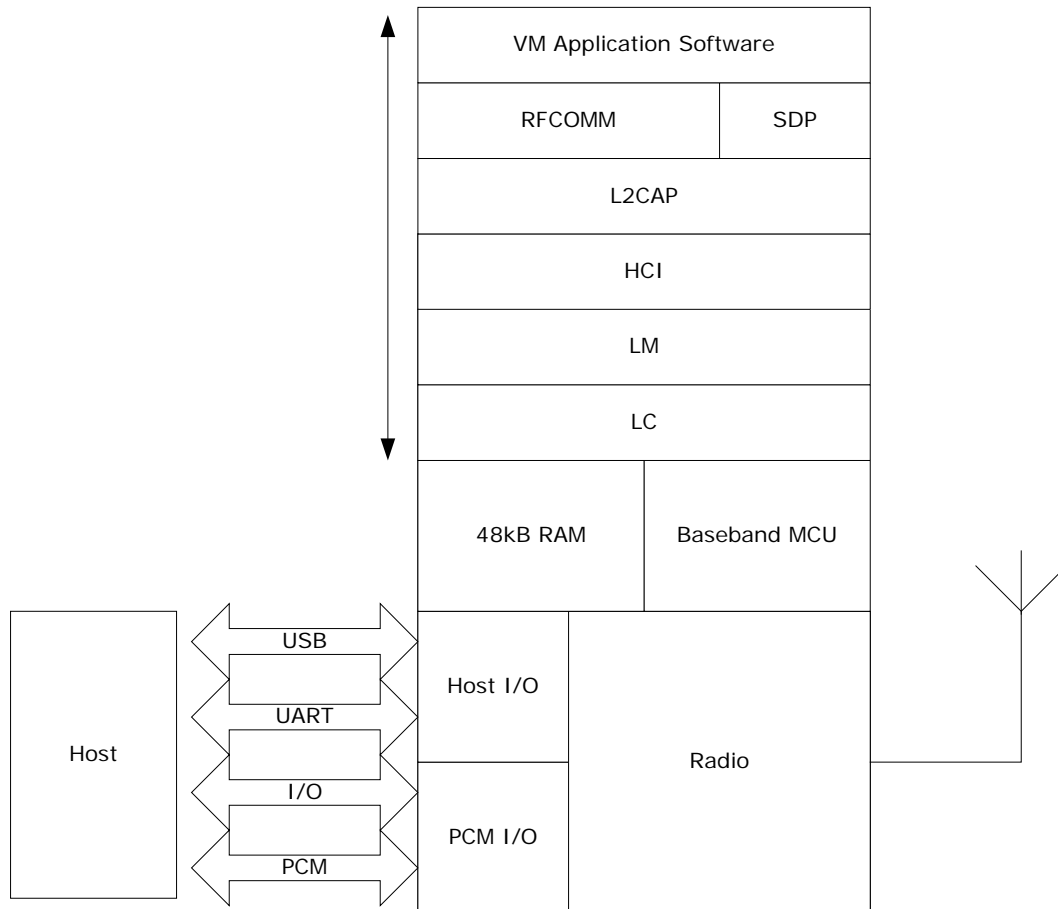 VM Application Software
RFCOMM SDP
L2CAP
HCI
LM
LC
48kB RAM Baseband MCU
USB
Host I/O
UART
Host
Radio
I/O
PCM I/O
PCM